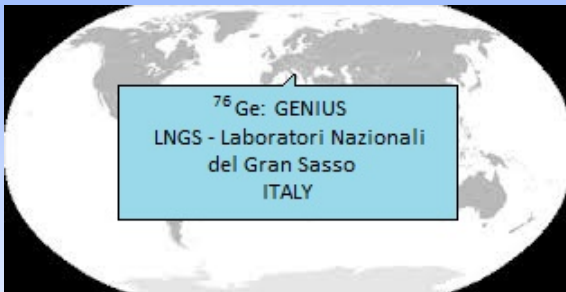 ⁷⁶Ge: GENIUS
LNGS - Laboratori Nazionali
del Gran Sasso
ITALY